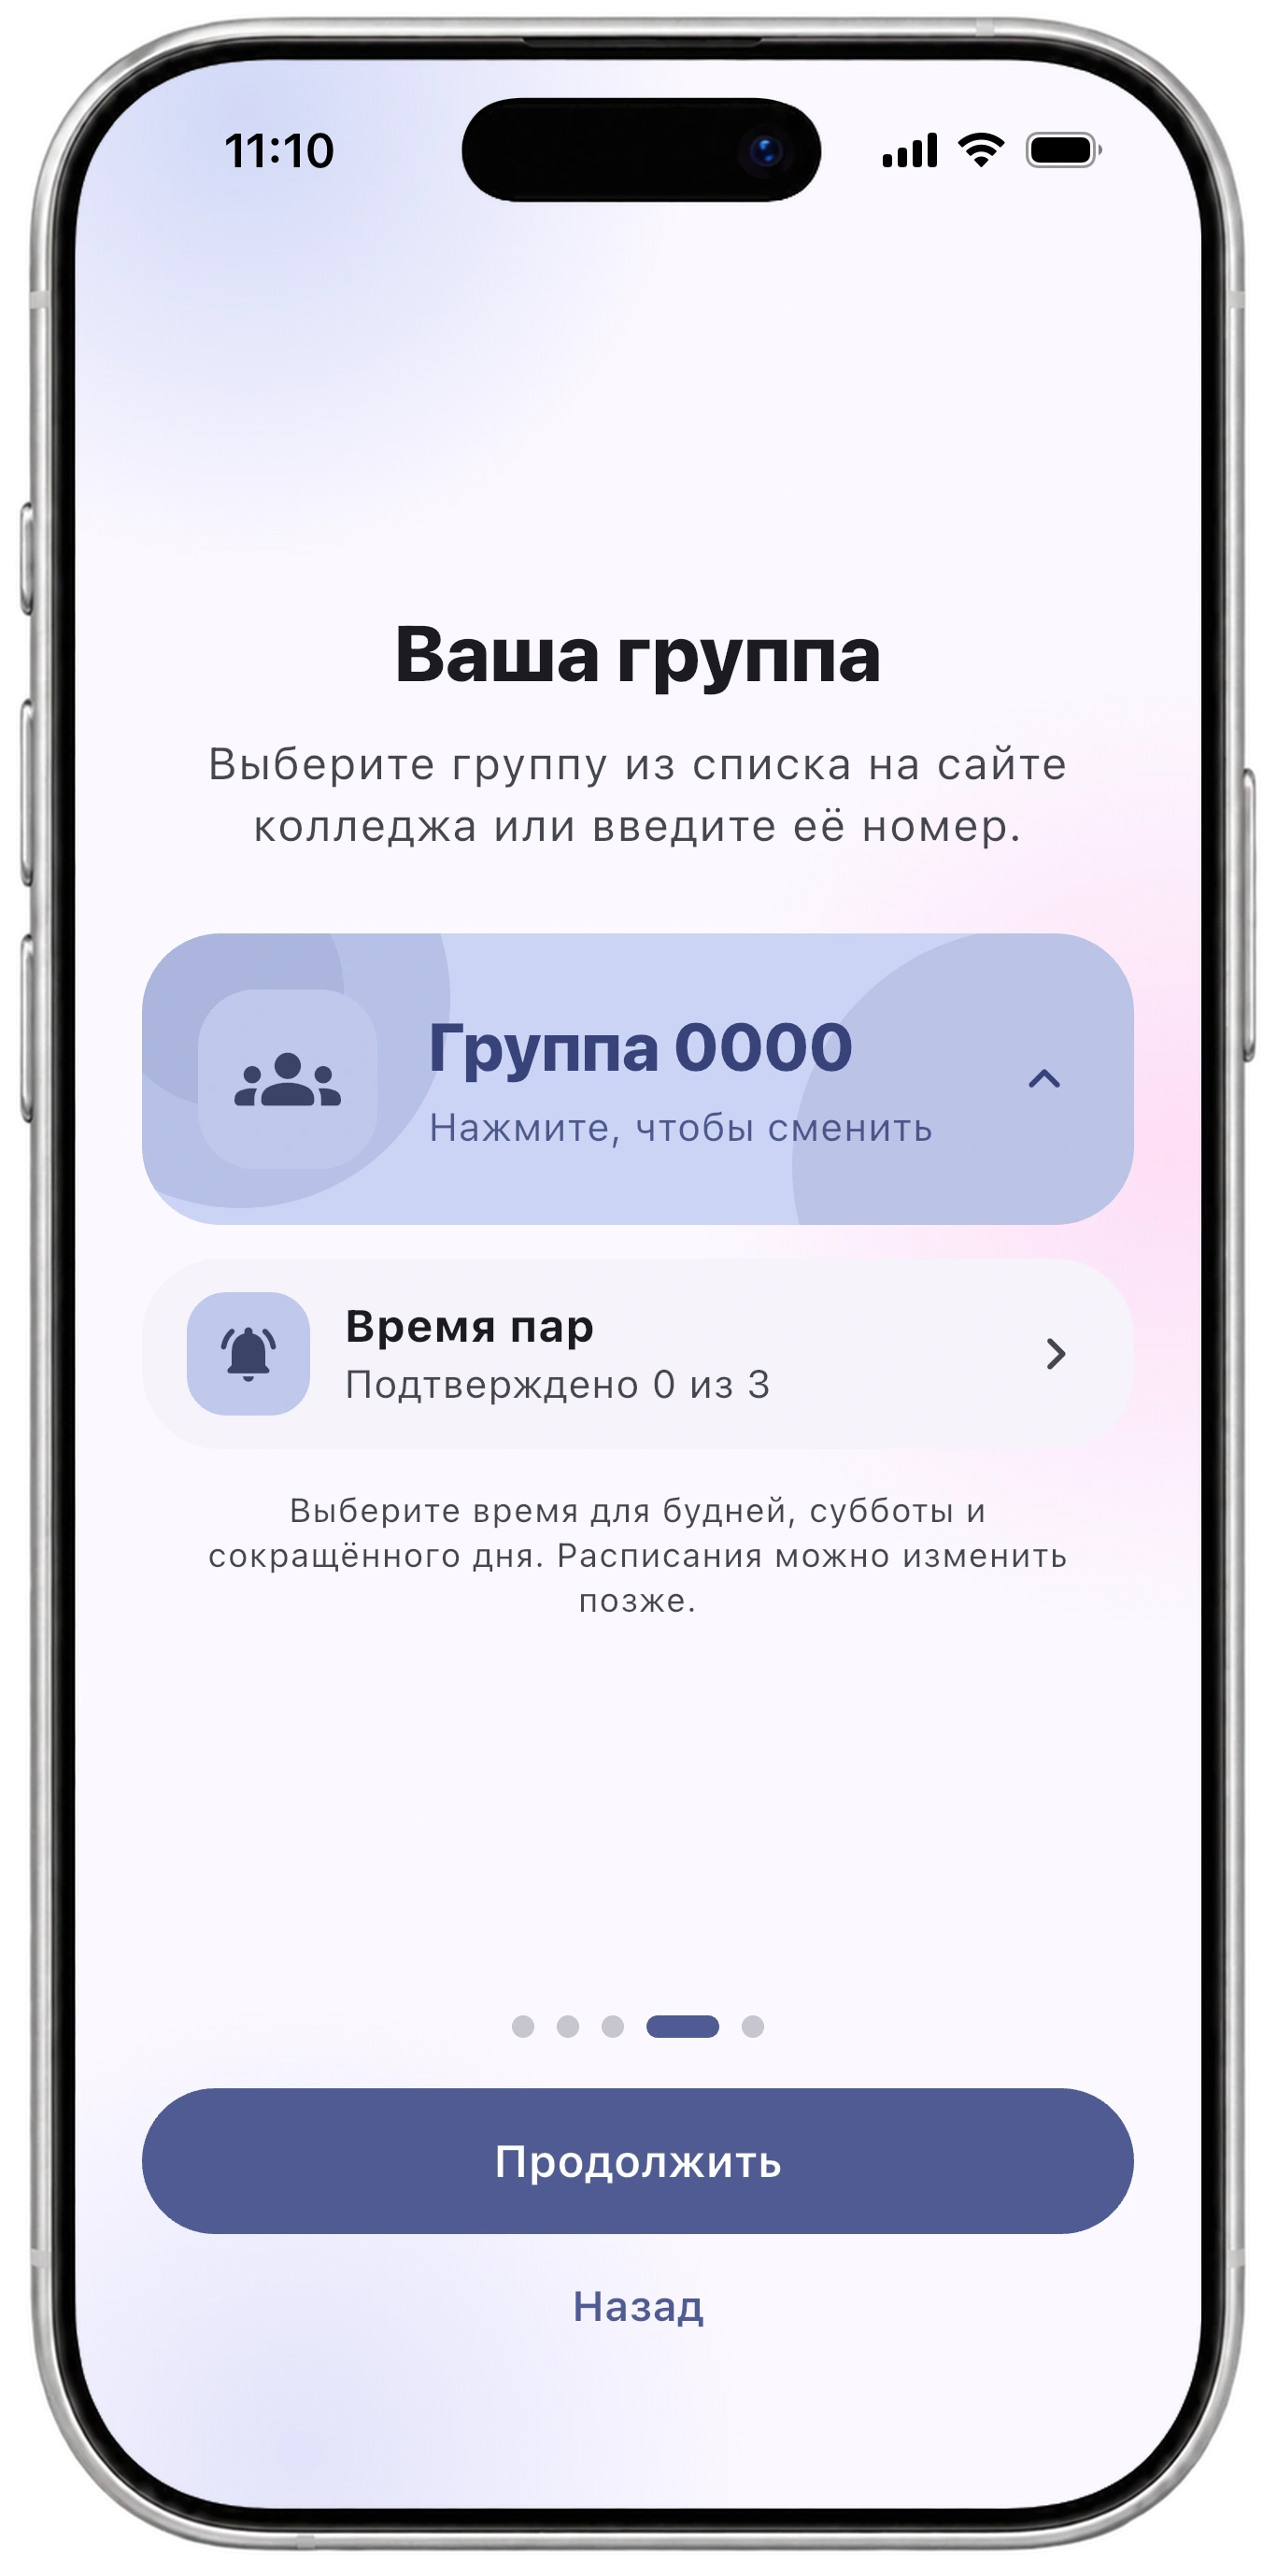 11:10
Ваша группа
Выберите группу из списка на сайте
колледжа или введите её номер.
Группа 0000
Нажмите, чтобы сменить
Время пар
Подтверждено 0 из 3
Выберите время для будней, субботы и
сокращённого дня. Расписания можно изменить
позже.
Продолжить
Назад